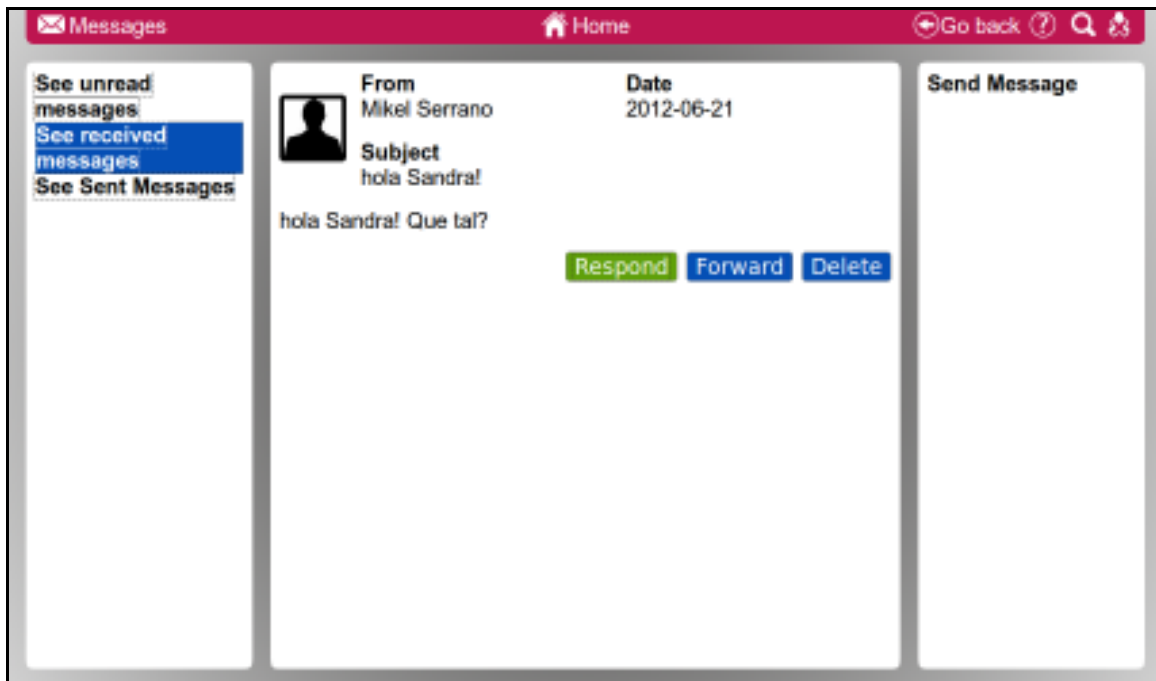 Messages Home Go back ?
See unread
messages
See received
messages
See Sent Messages
From Date
Mikel Serrano 2012-06-21
Subject
hola Sandra!
hola Sandra! Que tal?
Respond Forward Delete
Send Message